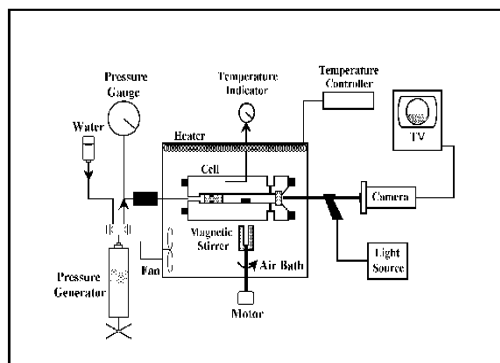 Pressure
Gauge
Temperature
Indicator
Temperature
Controller
Water
Heater
TV
Cell
Camera
Magnetic
Stirrer
Fan
Air Bath
Pressure
Generator
Light
Source
Motor